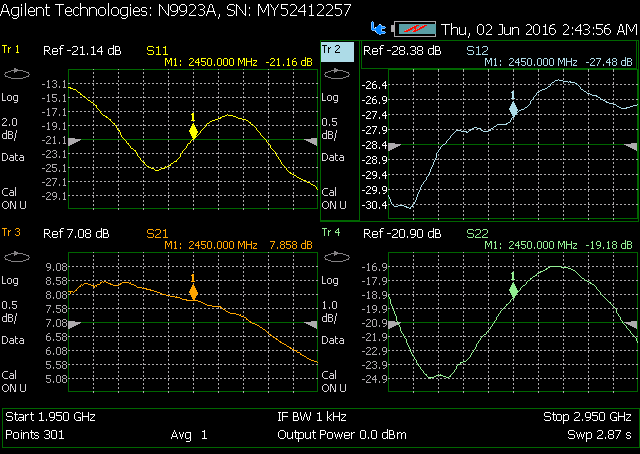 Agilent Technologies: N9923A, SN: MY52412257
Thu, 02 Jun 2016 2:43:56 AM
Tr 1 Ref -21.14 dB S11
M1: 2450.000 MHz -21.16 dB
Log
2.0
dB/
Data
Cal
ON U
-13.1
-15.1
-17.1
-19.1
-21.1
-23.1
-25.1
-27.1
-29.1
1
Tr 2 Ref -28.38 dB S12
M1: 2450.000 MHz -27.48 dB
Log
0.5
dB/
Data
Cal
ON U
-26.4
-26.9
-27.4
-27.9
-28.4
-28.9
-29.4
-29.9
-30.4
1
Tr 3 Ref 7.08 dB S21
M1: 2450.000 MHz 7.858 dB
Log
0.5
dB/
Data
Cal
ON U
9.08
8.58
8.08
7.58
7.08
6.58
6.08
5.58
5.08
1
Tr 4 Ref -20.90 dB S22
M1: 2450.000 MHz -19.18 dB
Log
1.0
dB/
Data
Cal
ON U
-16.9
-17.9
-18.9
-19.9
-20.9
-21.9
-22.9
-23.9
-24.9
1
Start 1.950 GHz IF BW 1 kHz Stop 2.950 GHz
Points 301 Avg 1 Output Power 0.0 dBm Swp 2.87 s